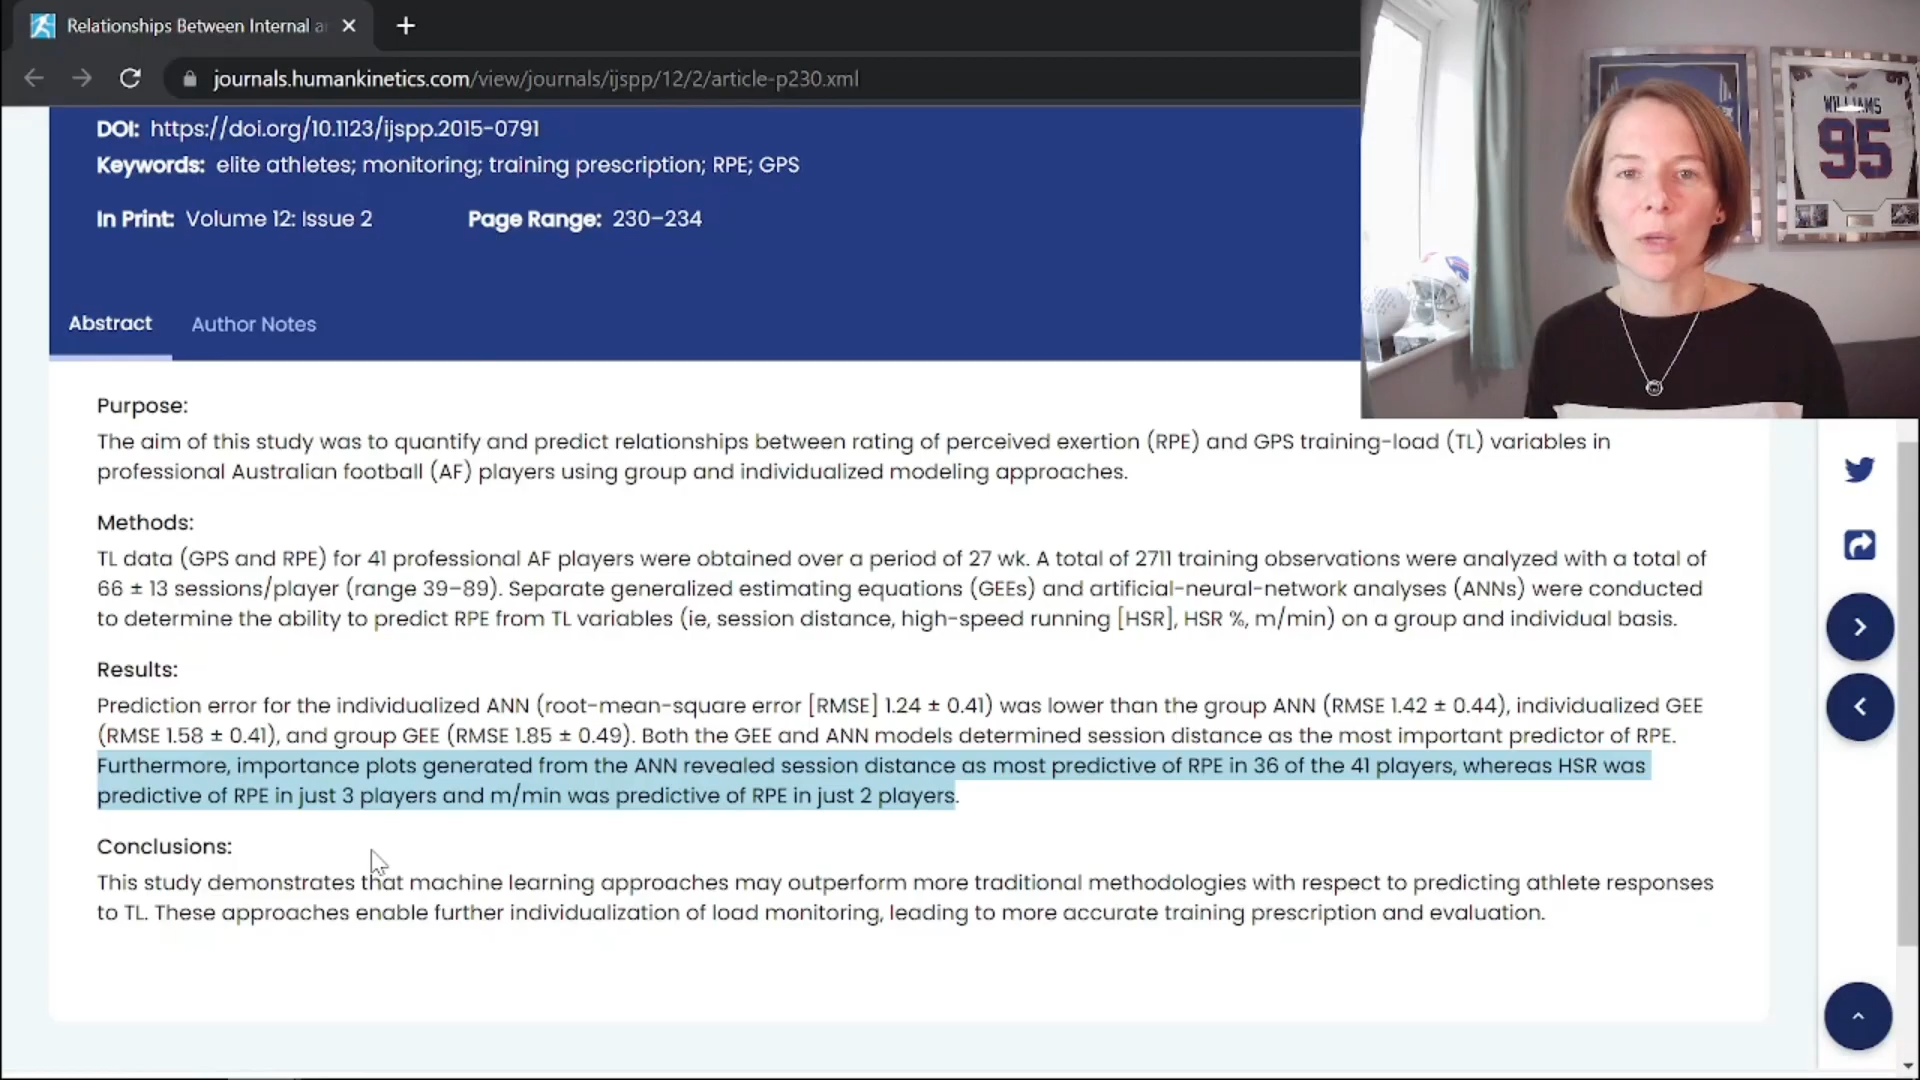 Relationships Between Internal a
journals.humankinetics.com/view/journals/ijspp/12/2/article-p230.xml
WILLIAMS
95
DOI: https://doi.org/10.1123/ijspp.2015-0791
Keywords: elite athletes; monitoring; training prescription; RPE; GPS
In Print: Volume 12: Issue 2 Page Range: 230–234
Abstract Author Notes
Purpose:
The aim of this study was to quantify and predict relationships between rating of perceived exertion (RPE) and GPS training-load (TL) variables in
professional Australian football (AF) players using group and individualized modeling approaches.
Methods:
TL data (GPS and RPE) for 41 professional AF players were obtained over a period of 27 wk. A total of 2711 training observations were analyzed with a total of
66 ± 13 sessions/player (range 39–89). Separate generalized estimating equations (GEEs) and artificial-neural-network analyses (ANNs) were conducted
to determine the ability to predict RPE from TL variables (ie, session distance, high-speed running [HSR], HSR %, m/min) on a group and individual basis.
Results:
Prediction error for the individualized ANN (root-mean-square error [RMSE] 1.24 ± 0.41) was lower than the group ANN (RMSE 1.42 ± 0.44), individualized GEE
(RMSE 1.58 ± 0.41), and group GEE (RMSE 1.85 ± 0.49). Both the GEE and ANN models determined session distance as the most important predictor of RPE.
Furthermore, importance plots generated from the ANN revealed session distance as most predictive of RPE in 36 of the 41 players, whereas HSR was
predictive of RPE in just 3 players and m/min was predictive of RPE in just 2 players.
Conclusions:
This study demonstrates that machine learning approaches may outperform more traditional methodologies with respect to predicting athlete responses
to TL. These approaches enable further individualization of load monitoring, leading to more accurate training prescription and evaluation.